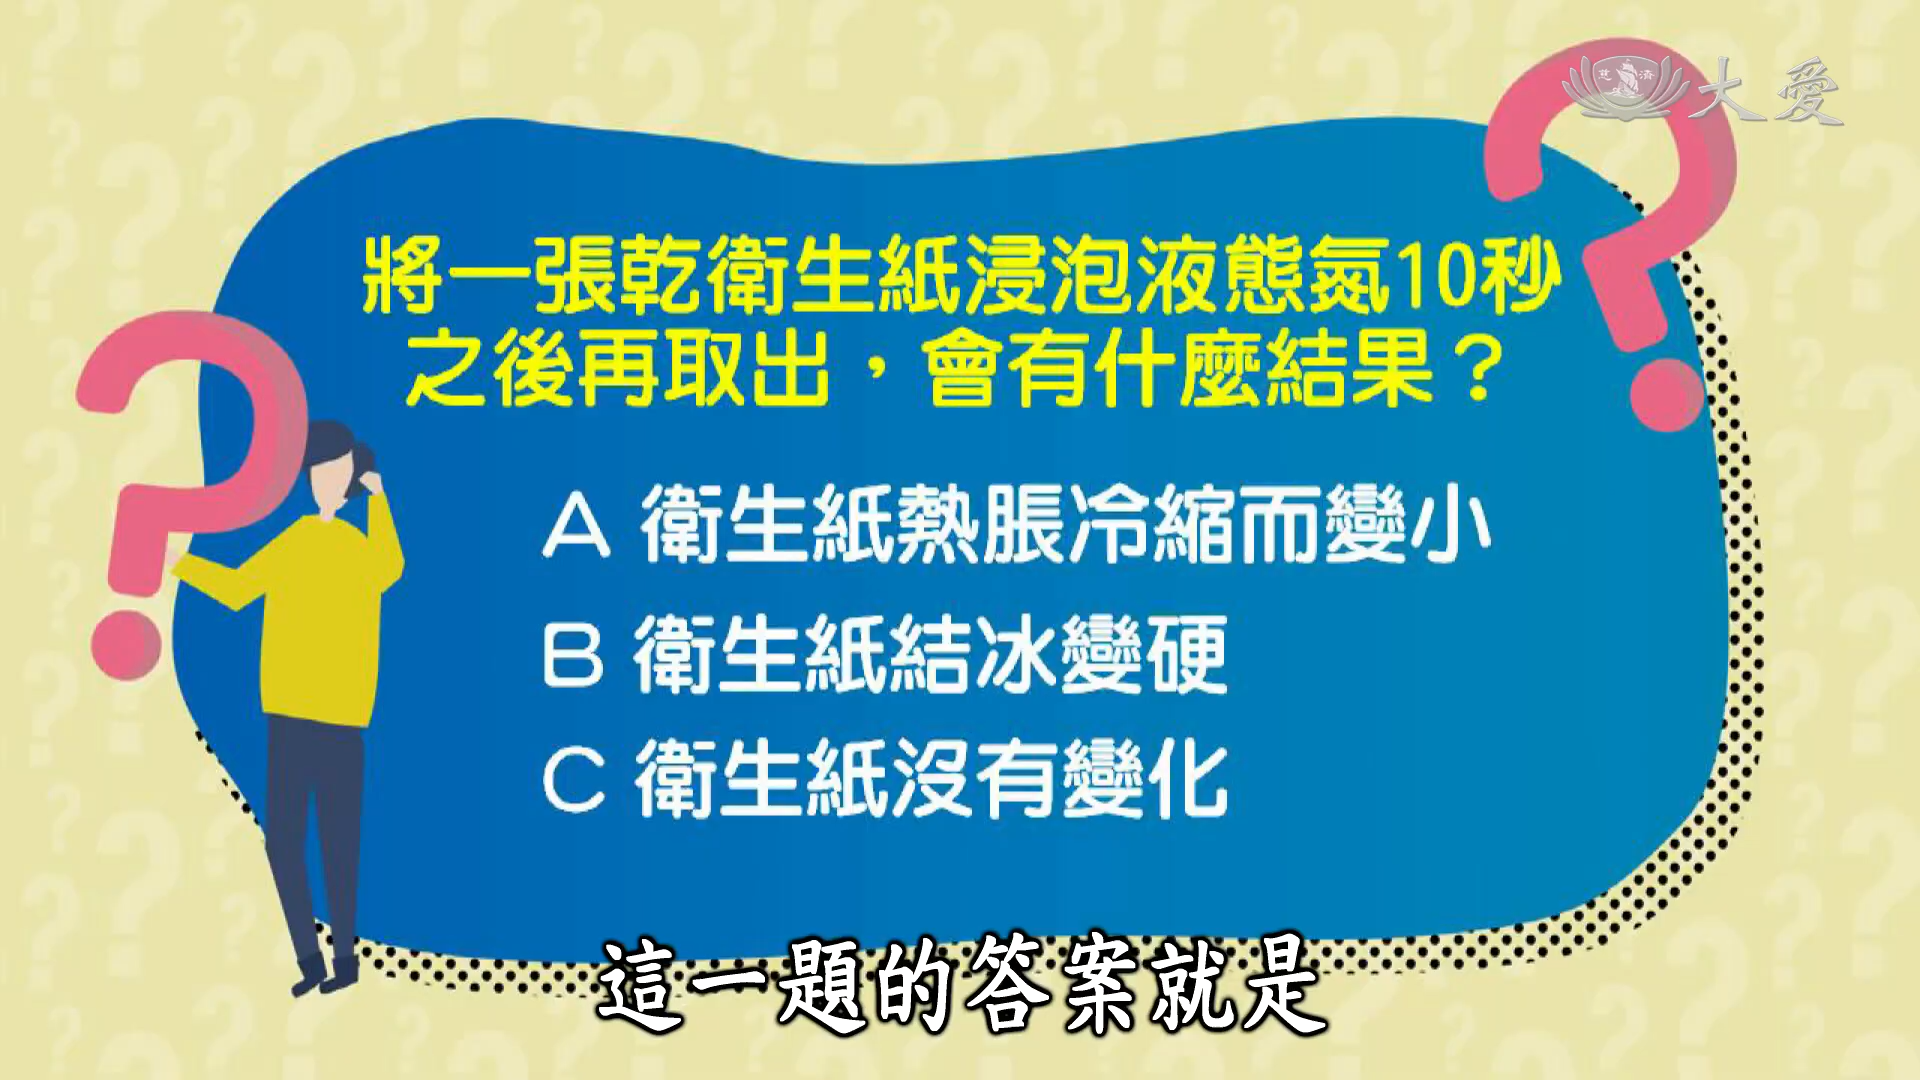 慈濟
大愛
將一張乾衛生紙浸泡液態氮10秒
之後再取出，會有什麼結果？
A 衛生紙熱脹冷縮而變小
B 衛生紙結冰變硬
C 衛生紙沒有變化
這一題的答案就是